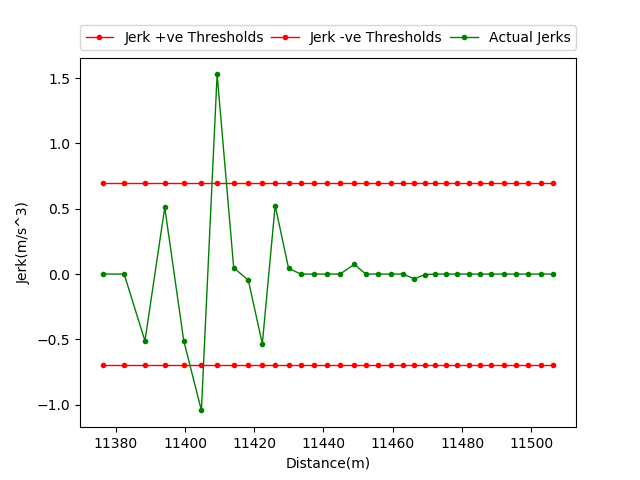 Jerk +ve Thresholds Jerk -ve Thresholds Actual Jerks
1.5
1.0
0.5
0.0
−0.5
−1.0
Jerk(m/s^3)
11380 11400 11420 11440 11460 11480 11500
Distance(m)